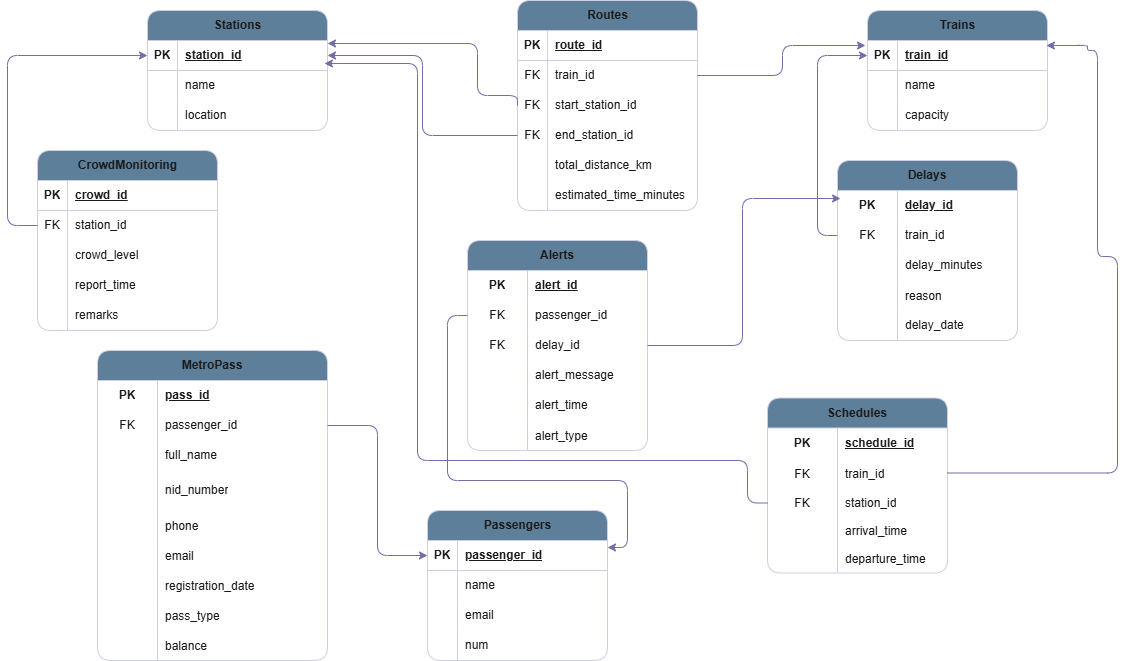 Stations
PK station_id
name
location
Routes
PK route_id
FK train_id
FK start_station_id
FK end_station_id
total_distance_km
estimated_time_minutes
Trains
PK train_id
name
capacity
CrowdMonitoring
PK crowd_id
FK station_id
crowd_level
report_time
remarks
Delays
PK delay_id
FK train_id
delay_minutes
reason
delay_date
Alerts
PK alert_id
FK passenger_id
FK delay_id
alert_message
alert_time
alert_type
MetroPass
PK pass_id
FK passenger_id
full_name
nid_number
phone
email
registration_date
pass_type
balance
Schedules
PK schedule_id
FK train_id
FK station_id
arrival_time
departure_time
Passengers
PK passenger_id
name
email
num